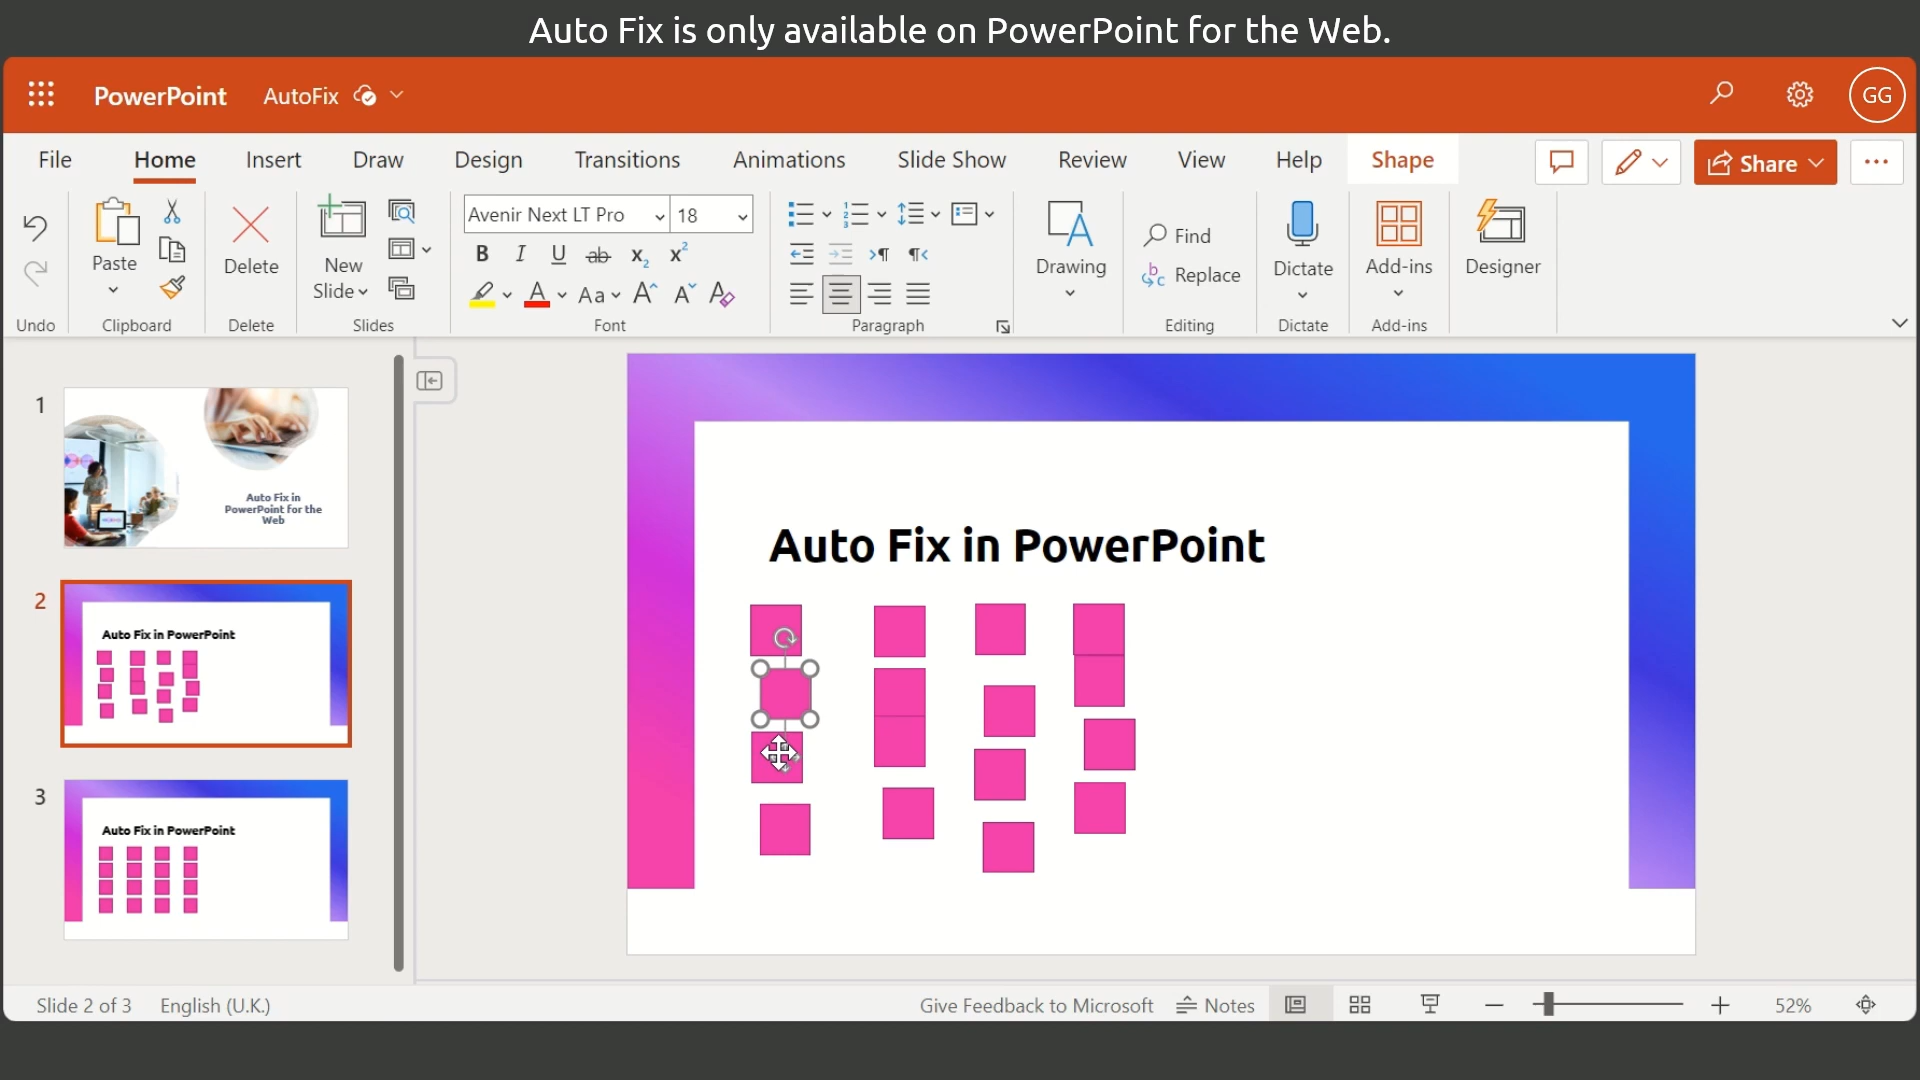 Auto Fix is only available on PowerPoint for the Web.
PowerPoint AutoFix GG
File Home Insert Draw Design Transitions Animations Slide Show Review View Help Shape Share
Avenir Next LT Pro 18
Paste Delete New Slide Drawing Find Replace Dictate Add-ins Designer
Undo Clipboard Delete Slides Font Paragraph Editing Dictate Add-ins
1
Auto Fix in
PowerPoint for the
Web
2
Auto Fix in PowerPoint
3
Auto Fix in PowerPoint
Auto Fix in PowerPoint
Slide 2 of 3 English (U.K.) Give Feedback to Microsoft Notes 52%